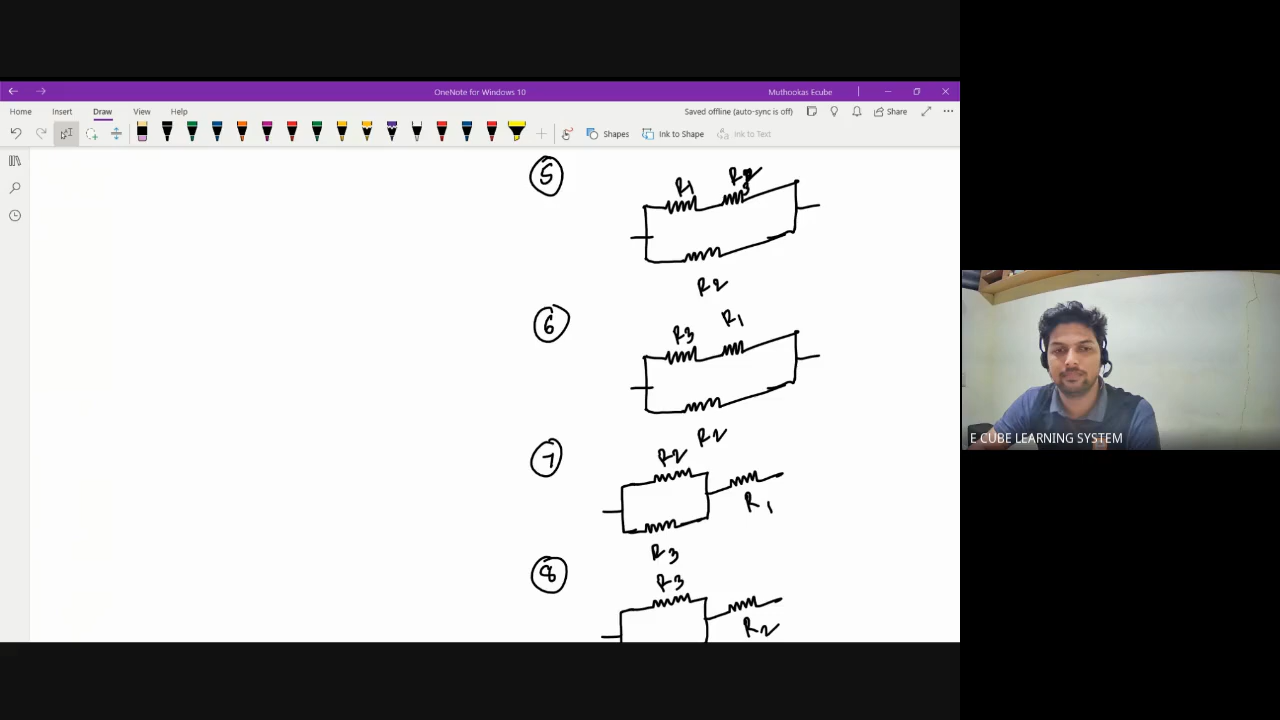 OneNote for Windows 10
Muthookas Ecube
Home Insert Draw View Help
Saved offline (auto-sync is off)
Share
Shapes
Ink to Shape
Ink to Text
5
R1
R2
6
R3 R1
R2
7
R2
R1
R3
8
R3
R2
E CUBE LEARNING SYSTEM